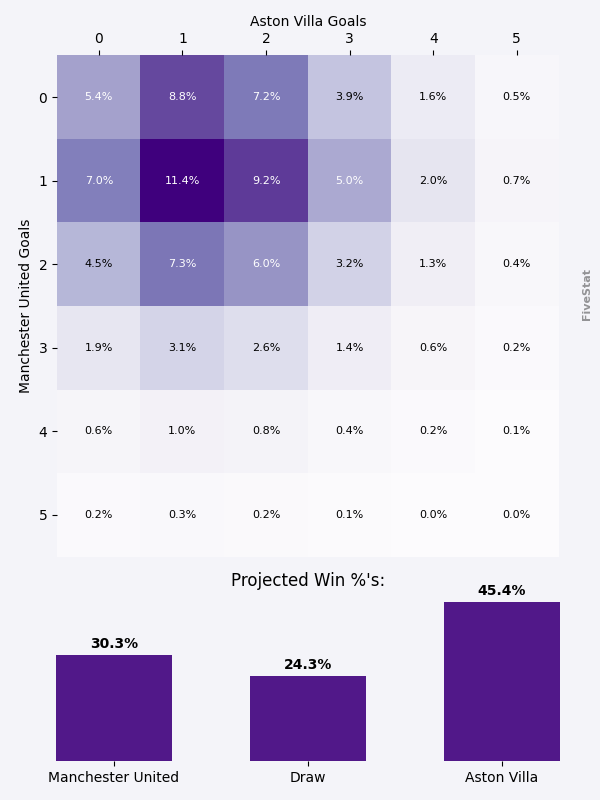 Aston Villa Goals
0 1 2 3 4 5
Manchester United Goals
0 5.4% 8.8% 7.2% 3.9% 1.6% 0.5%
1 7.0% 11.4% 9.2% 5.0% 2.0% 0.7%
2 4.5% 7.3% 6.0% 3.2% 1.3% 0.4%
3 1.9% 3.1% 2.6% 1.4% 0.6% 0.2%
4 0.6% 1.0% 0.8% 0.4% 0.2% 0.1%
5 0.2% 0.3% 0.2% 0.1% 0.0% 0.0%
FiveStat
Projected Win %'s:
30.3% 24.3% 45.4%
Manchester United Draw Aston Villa